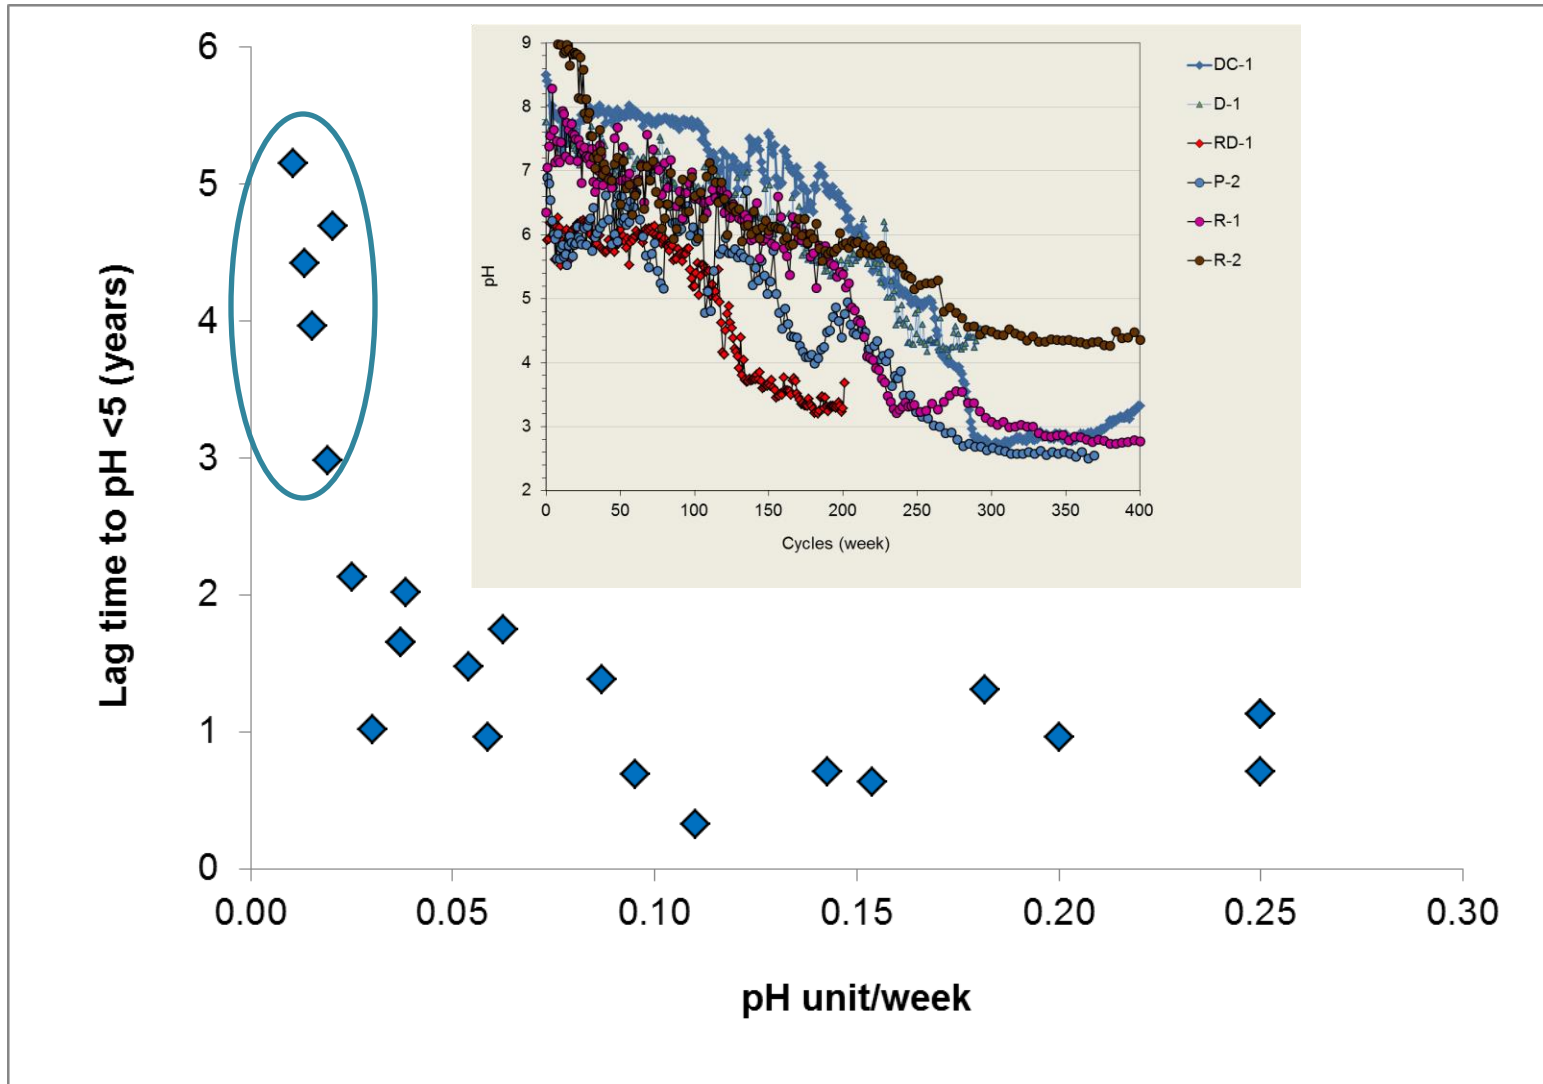 6
5
4
3
2
1
0
Lag time to pH <5 (years)
0.00 0.05 0.10 0.15 0.20 0.25 0.30
pH unit/week
9
8
7
6
5
4
3
2
pH
0 50 100 150 200 250 300 350 400
Cycles (week)
DC-1
D-1
RD-1
P-2
R-1
R-2